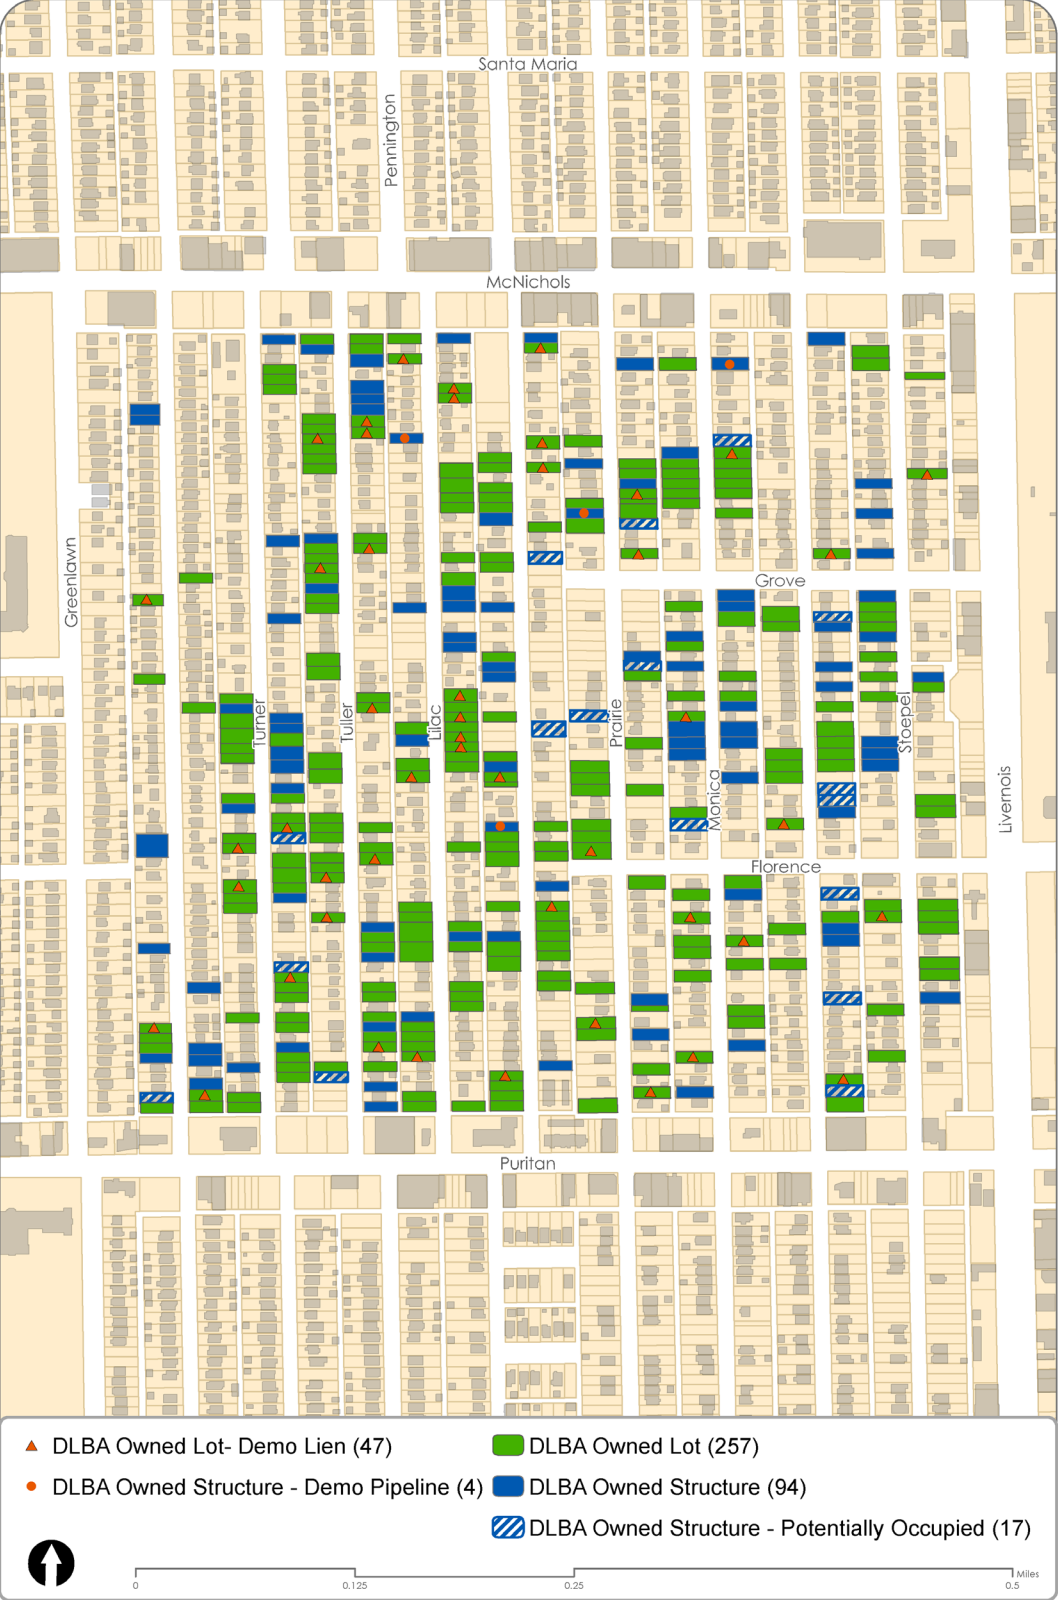 Santa Maria
Pennington
McNichols
Greenlawn
Grove
Turner
Tuller
Lilac
Prairie
Stoepel
Monica
Livernois
Florence
Puritan
DLBA Owned Lot- Demo Lien (47)
DLBA Owned Lot (257)
DLBA Owned Structure - Demo Pipeline (4)
DLBA Owned Structure (94)
DLBA Owned Structure - Potentially Occupied (17)
Miles
0 0.125 0.25 0.5